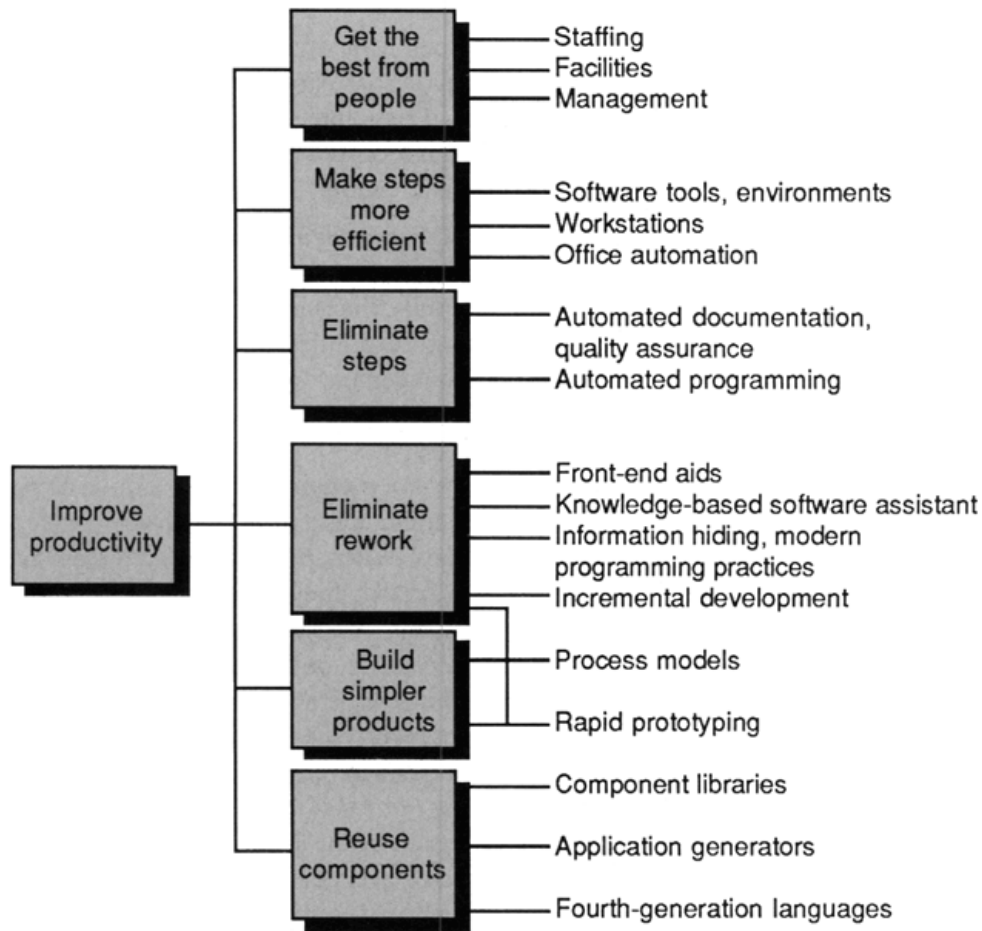 Get the
best from
people
Staffing
Facilities
Management
Make steps
more
efficient
Software tools, environments
Workstations
Office automation
Eliminate
steps
Automated documentation,
quality assurance
Automated programming
Improve
productivity
Eliminate
rework
Front-end aids
Knowledge-based software assistant
Information hiding, modern
programming practices
Incremental development
Build
simpler
products
Process models
Rapid prototyping
Reuse
components
Component libraries
Application generators
Fourth-generation languages